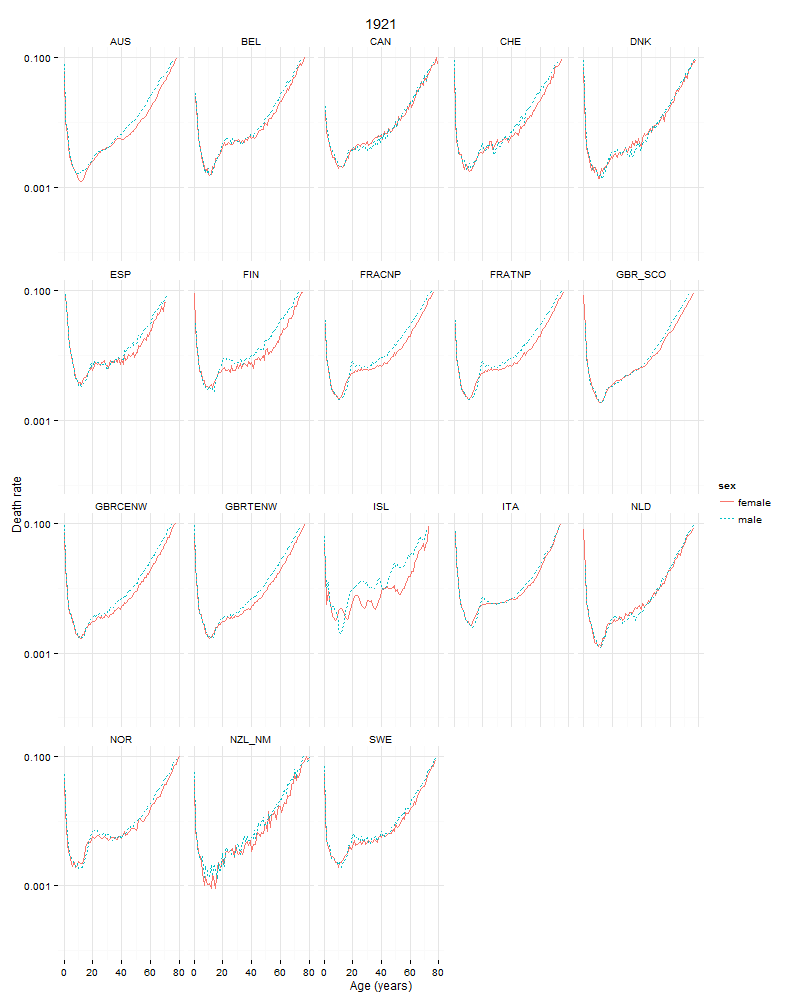 1921
AUS BEL CAN CHE DNK
0.100
0.001
ESP FIN FRACNP FRATNP GBR_SCO
0.100
0.001
Death rate
sex
female
male
GBRCENW GBRTENW ISL ITA NLD
0.100
0.001
NOR NZL_NM SWE
0.100
0.001
0 20 40 60 80 0 20 40 60 80 0 20 40 60 80
Age (years)